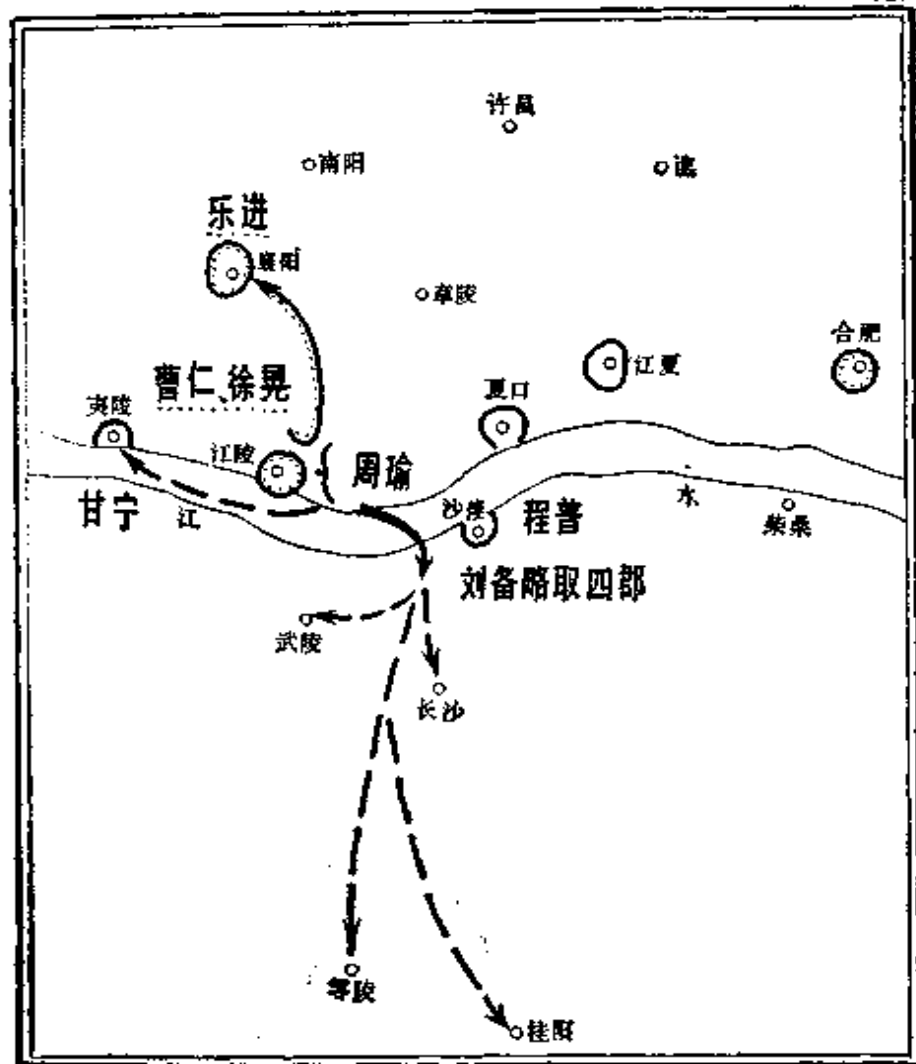 许昌
南阳
谯
乐进
襄阳
章陵
合肥
江夏
曹仁、徐晃
夏口
夷陵
江陵
周瑜
甘宁
江
沙羡
程普
水
柴桑
刘备略取四郡
武陵
长沙
零陵
桂阳